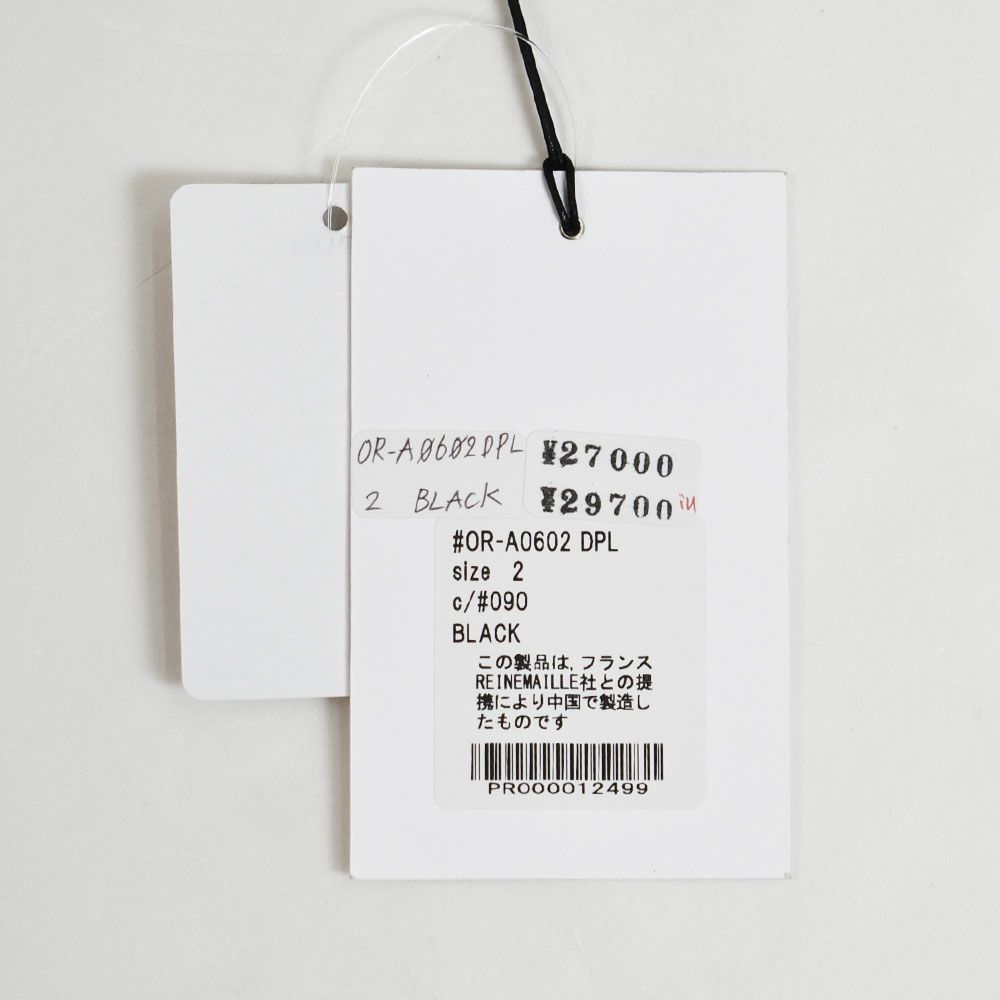 OR-A0602DPL
2 BLACK
¥27000
¥29700 in
#OR-A0602 DPL
size 2
c/#090
BLACK
この製品は,フランス
REINEMAILLE社との提
携により中国で製造し
たものです
PR000012499